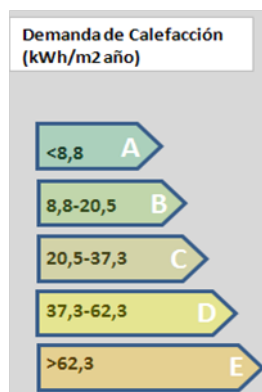 Demanda de Calefacción
(kWh/m2 año)
<8,8 A
8,8-20,5 B
20,5-37,3 C
37,3-62,3 D
>62,3 E